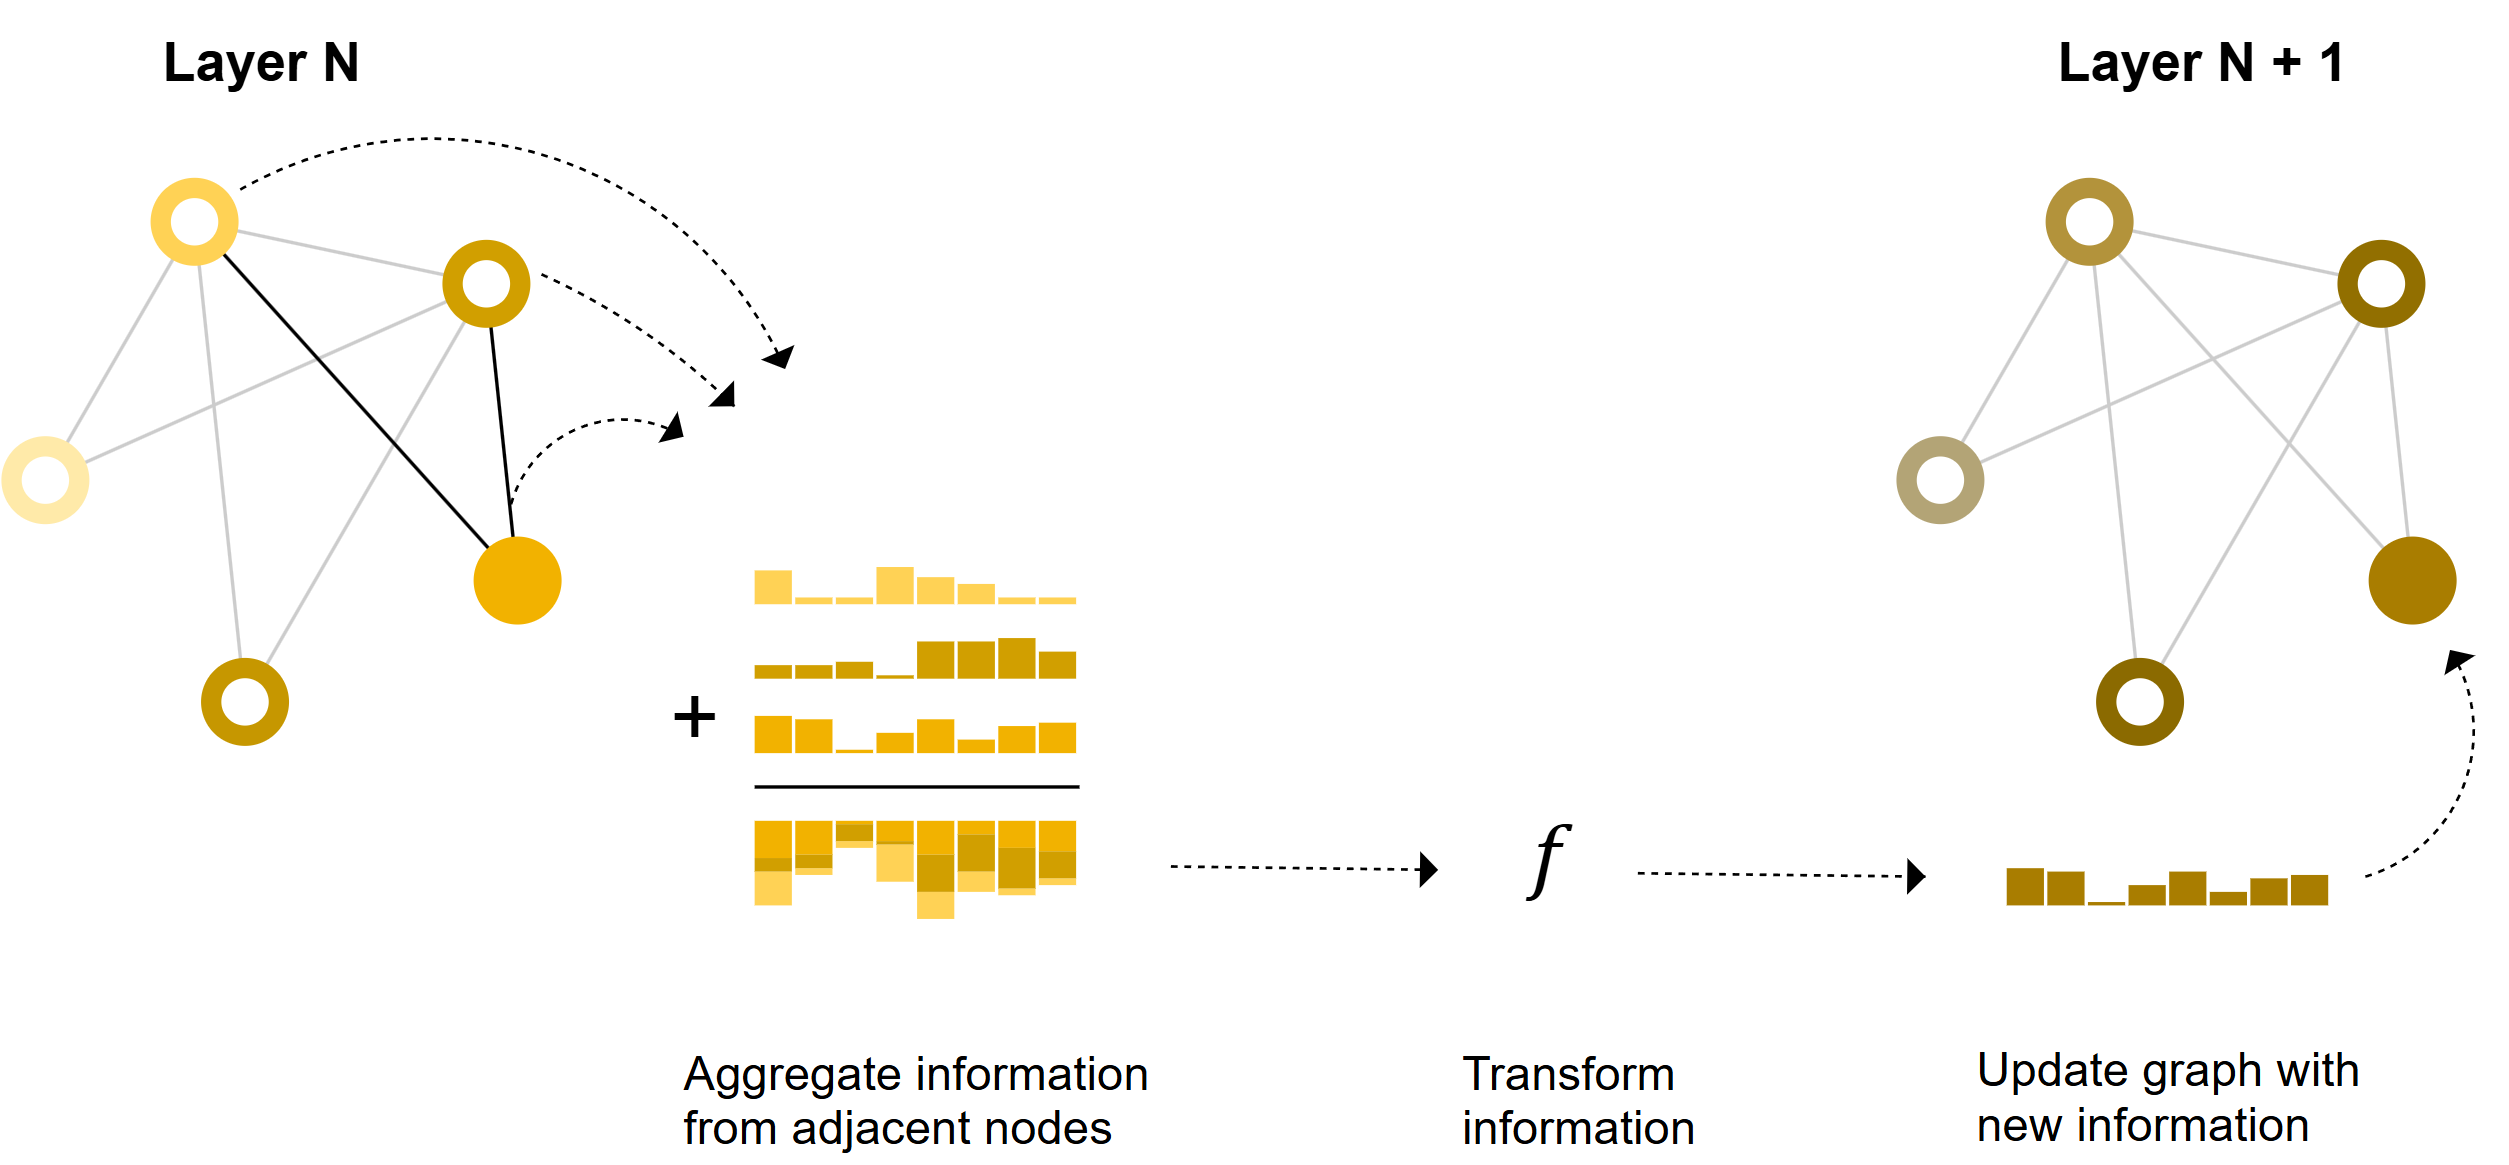 Layer N
Layer N + 1
+
f
Aggregate information
from adjacent nodes
Transform
information
Update graph with
new information